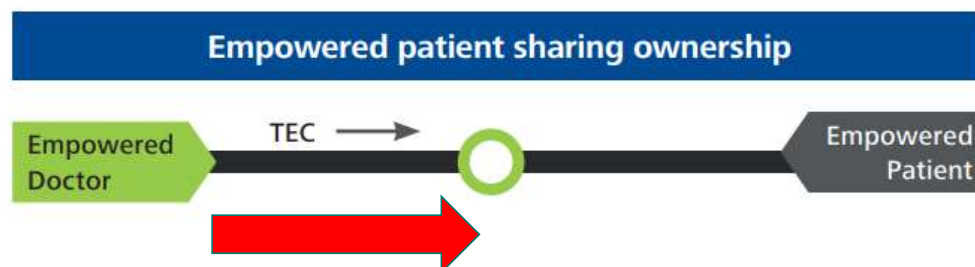 Empowered patient sharing ownership
TEC
Empowered
Doctor
Empowered
Patient